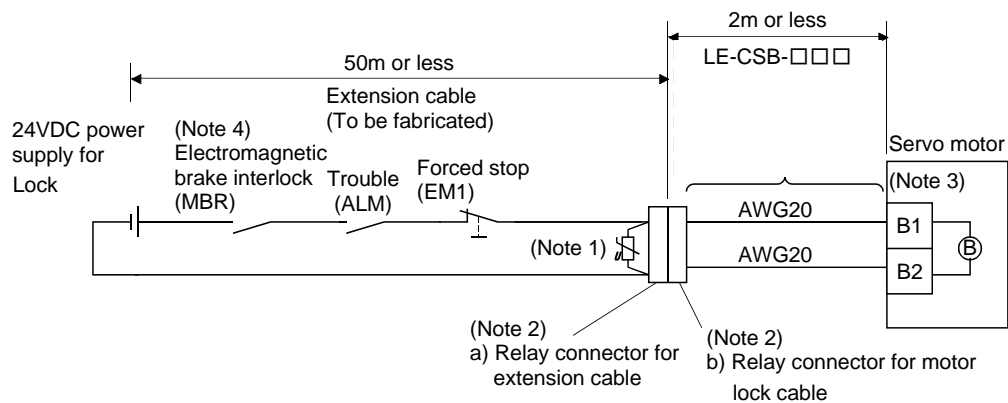 2m or less
LE-CSB-□□□
50m or less
Extension cable
(To be fabricated)
24VDC power
supply for
Lock
(Note 4)
Electromagnetic
brake interlock
(MBR)
Trouble
(ALM)
Forced stop
(EM1)
Servo motor
(Note 3)
(Note 1)
AWG20
AWG20
B1
B2
B
(Note 2)
a) Relay connector for
extension cable
(Note 2)
b) Relay connector for motor
lock cable